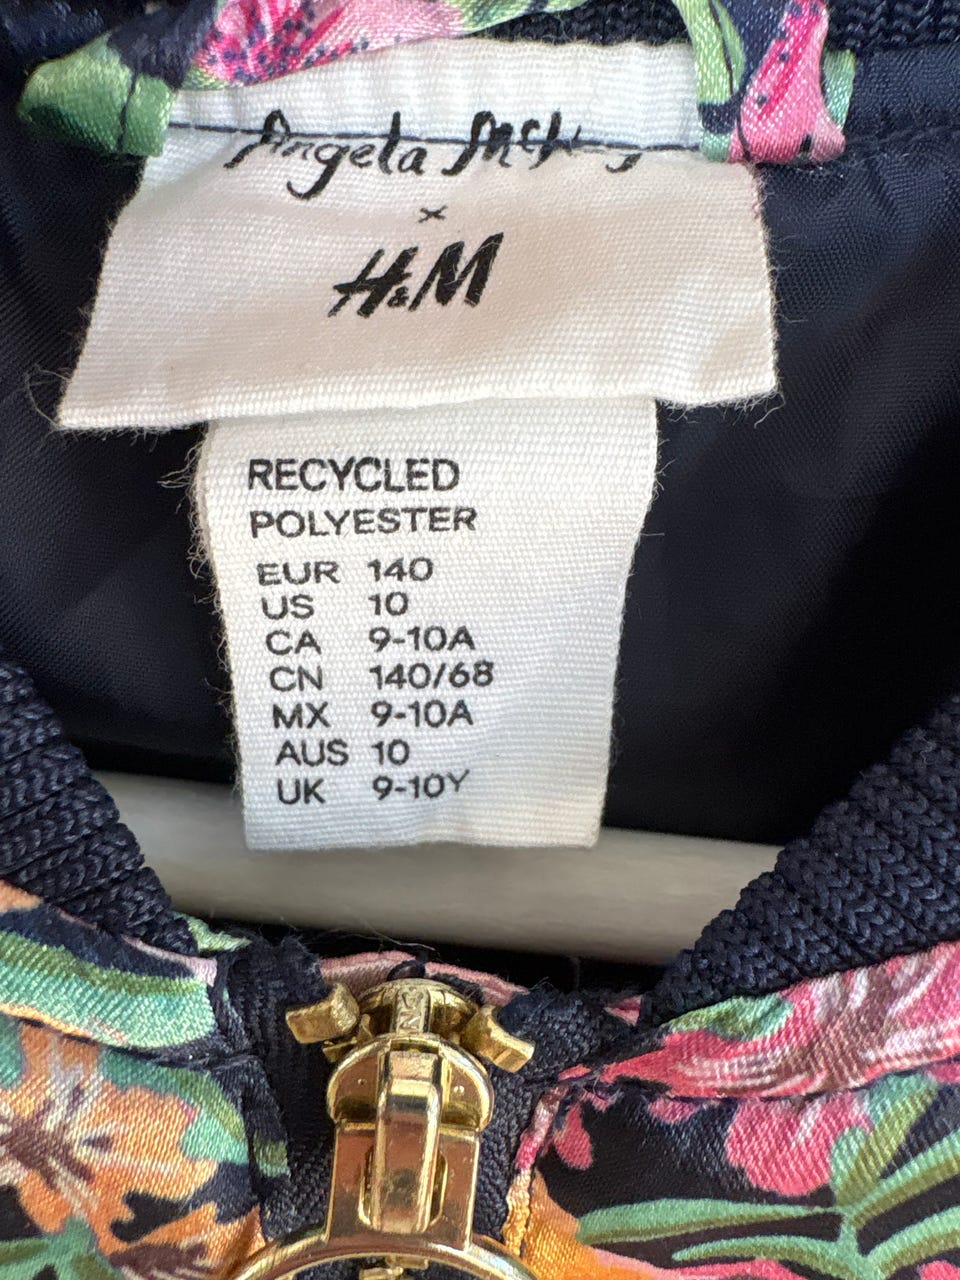 Angela
×
H&M
RECYCLED
POLYESTER
EUR 140
US 10
CA 9-10A
CN 140/68
MX 9-10A
AUS 10
UK 9-10Y